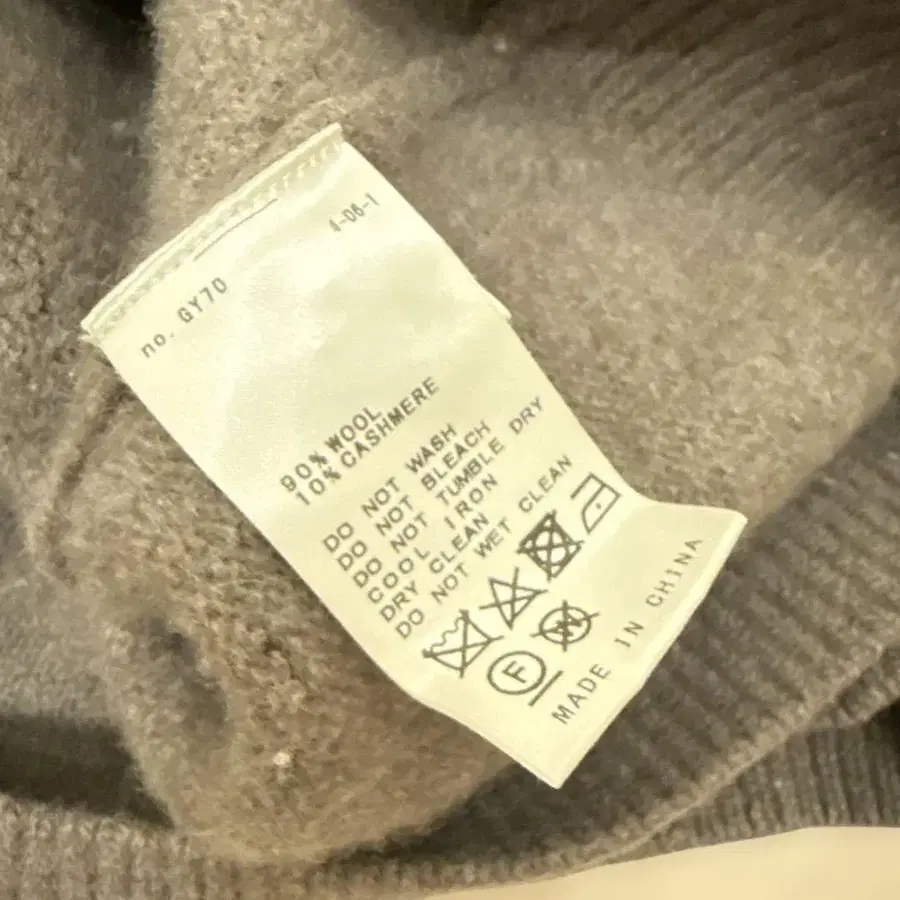 no. GY70
4-06-1
90% WOOL
10% CASHMERE
DO NOT WASH
DO NOT BLEACH
DO NOT TUMBLE DRY
COOL IRON
DRY CLEAN
DO NOT WET CLEAN
F
W
MADE IN CHINA